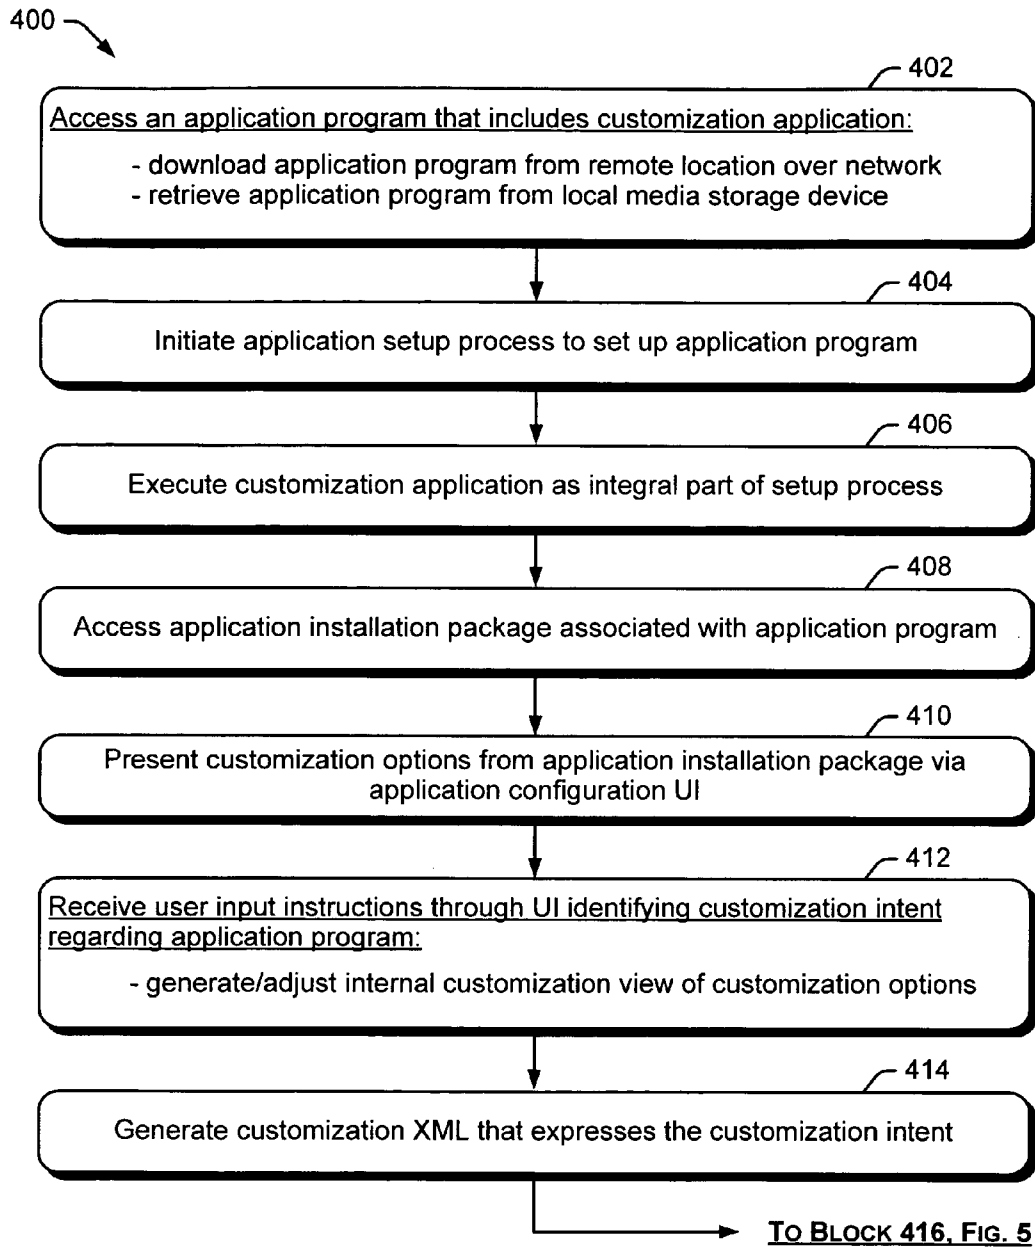 400
402
Access an application program that includes customization application:
- download application program from remote location over network
- retrieve application program from local media storage device
404
Initiate application setup process to set up application program
406
Execute customization application as integral part of setup process
408
Access application installation package associated with application program
410
Present customization options from application installation package via
application configuration UI
412
Receive user input instructions through UI identifying customization intent
regarding application program:
- generate/adjust internal customization view of customization options
414
Generate customization XML that expresses the customization intent
TO BLOCK 416, FIG. 5